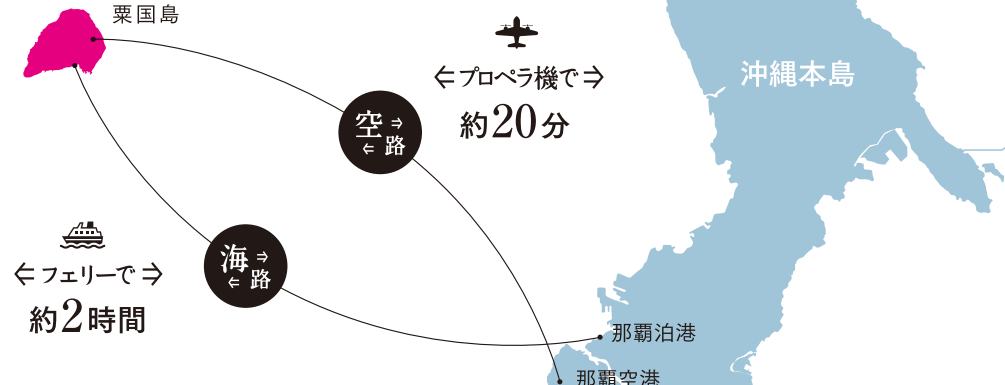 粟国島
沖縄本島
プロペラ機で
約20分
空路
海路
フェリーで
約2時間
那覇泊港
那覇空港